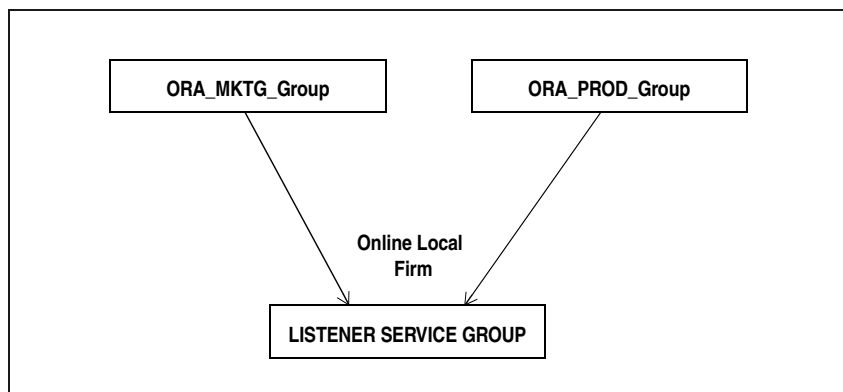 ORA_MKTG_Group
ORA_PROD_Group
Online Local
Firm
LISTENER SERVICE GROUP